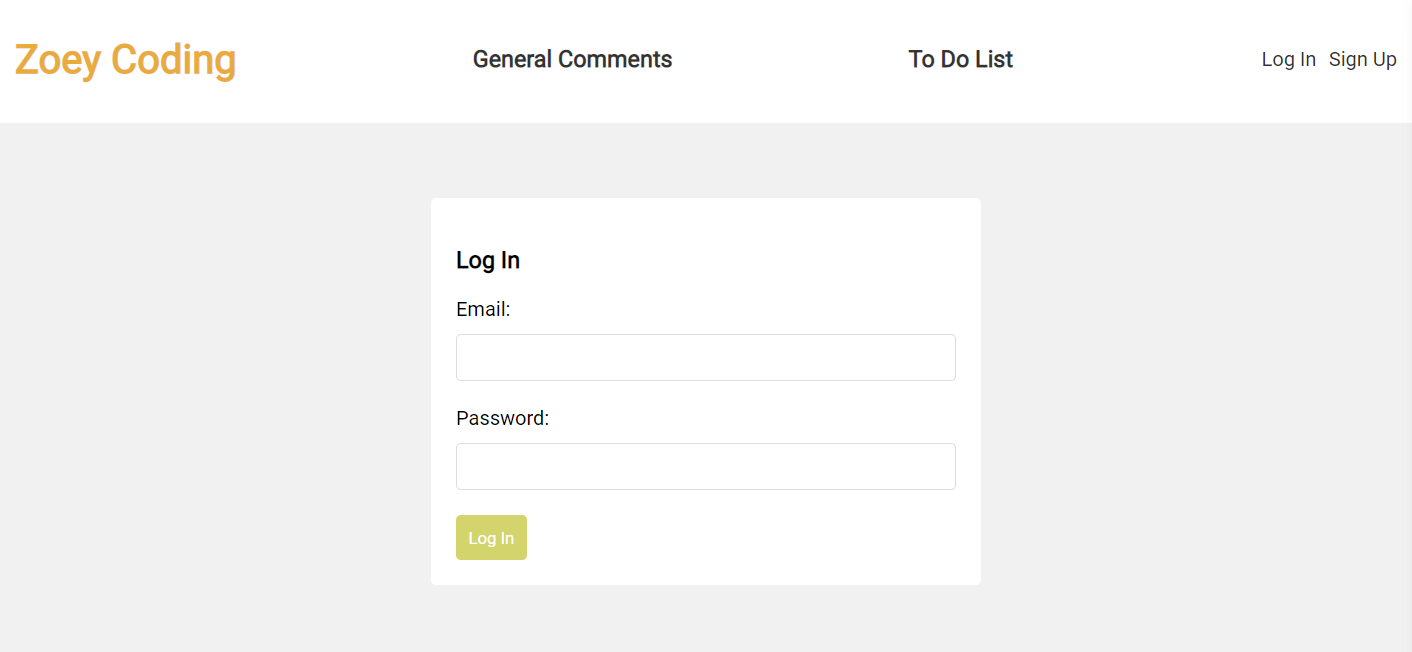 Zoey Coding General Comments To Do List Log In Sign Up
Log In
Email:
Password:
Log In